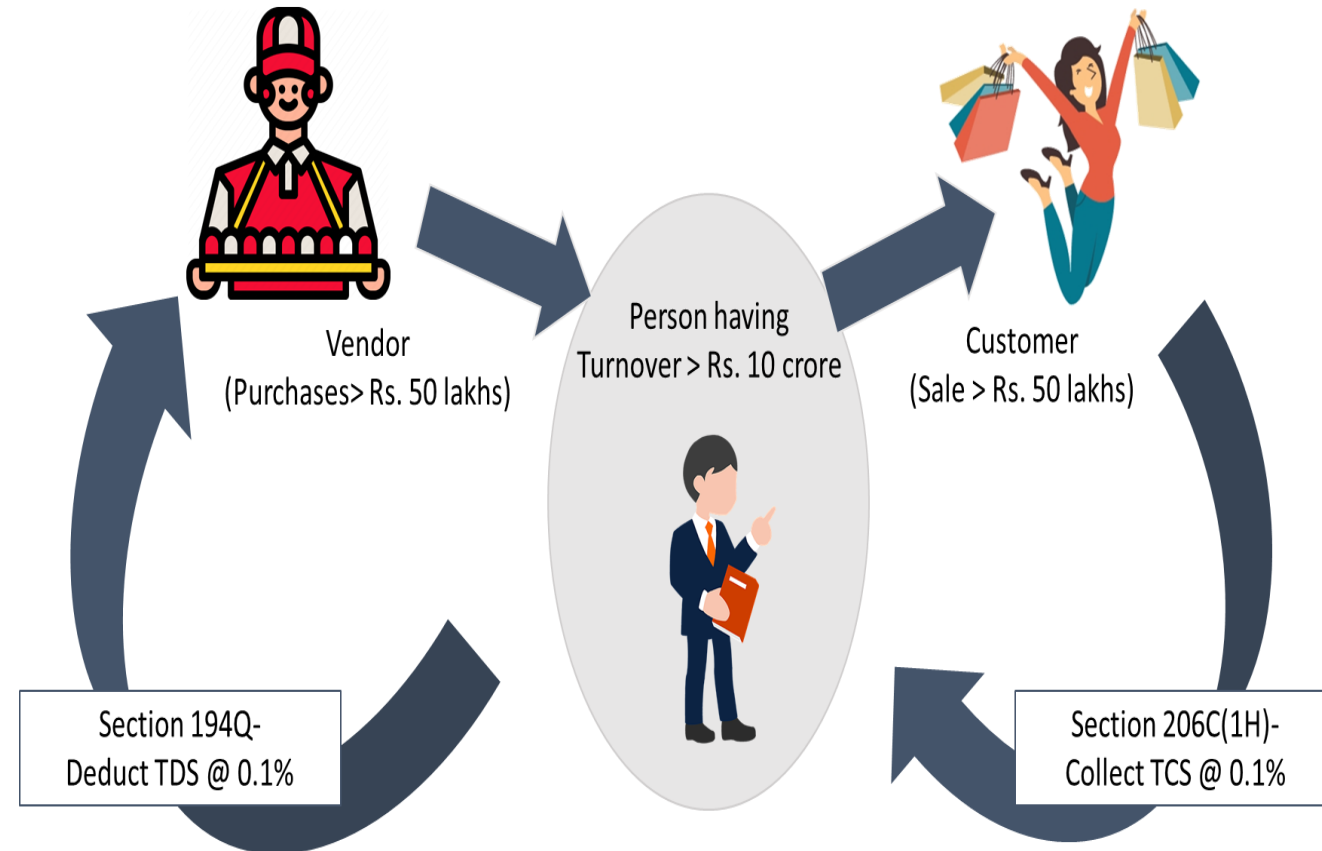 Vendor
(Purchases> Rs. 50 lakhs)
Person having
Turnover > Rs. 10 crore
Customer
(Sale > Rs. 50 lakhs)
Section 194Q-
Deduct TDS @ 0.1%
Section 206C(1H)-
Collect TCS @ 0.1%